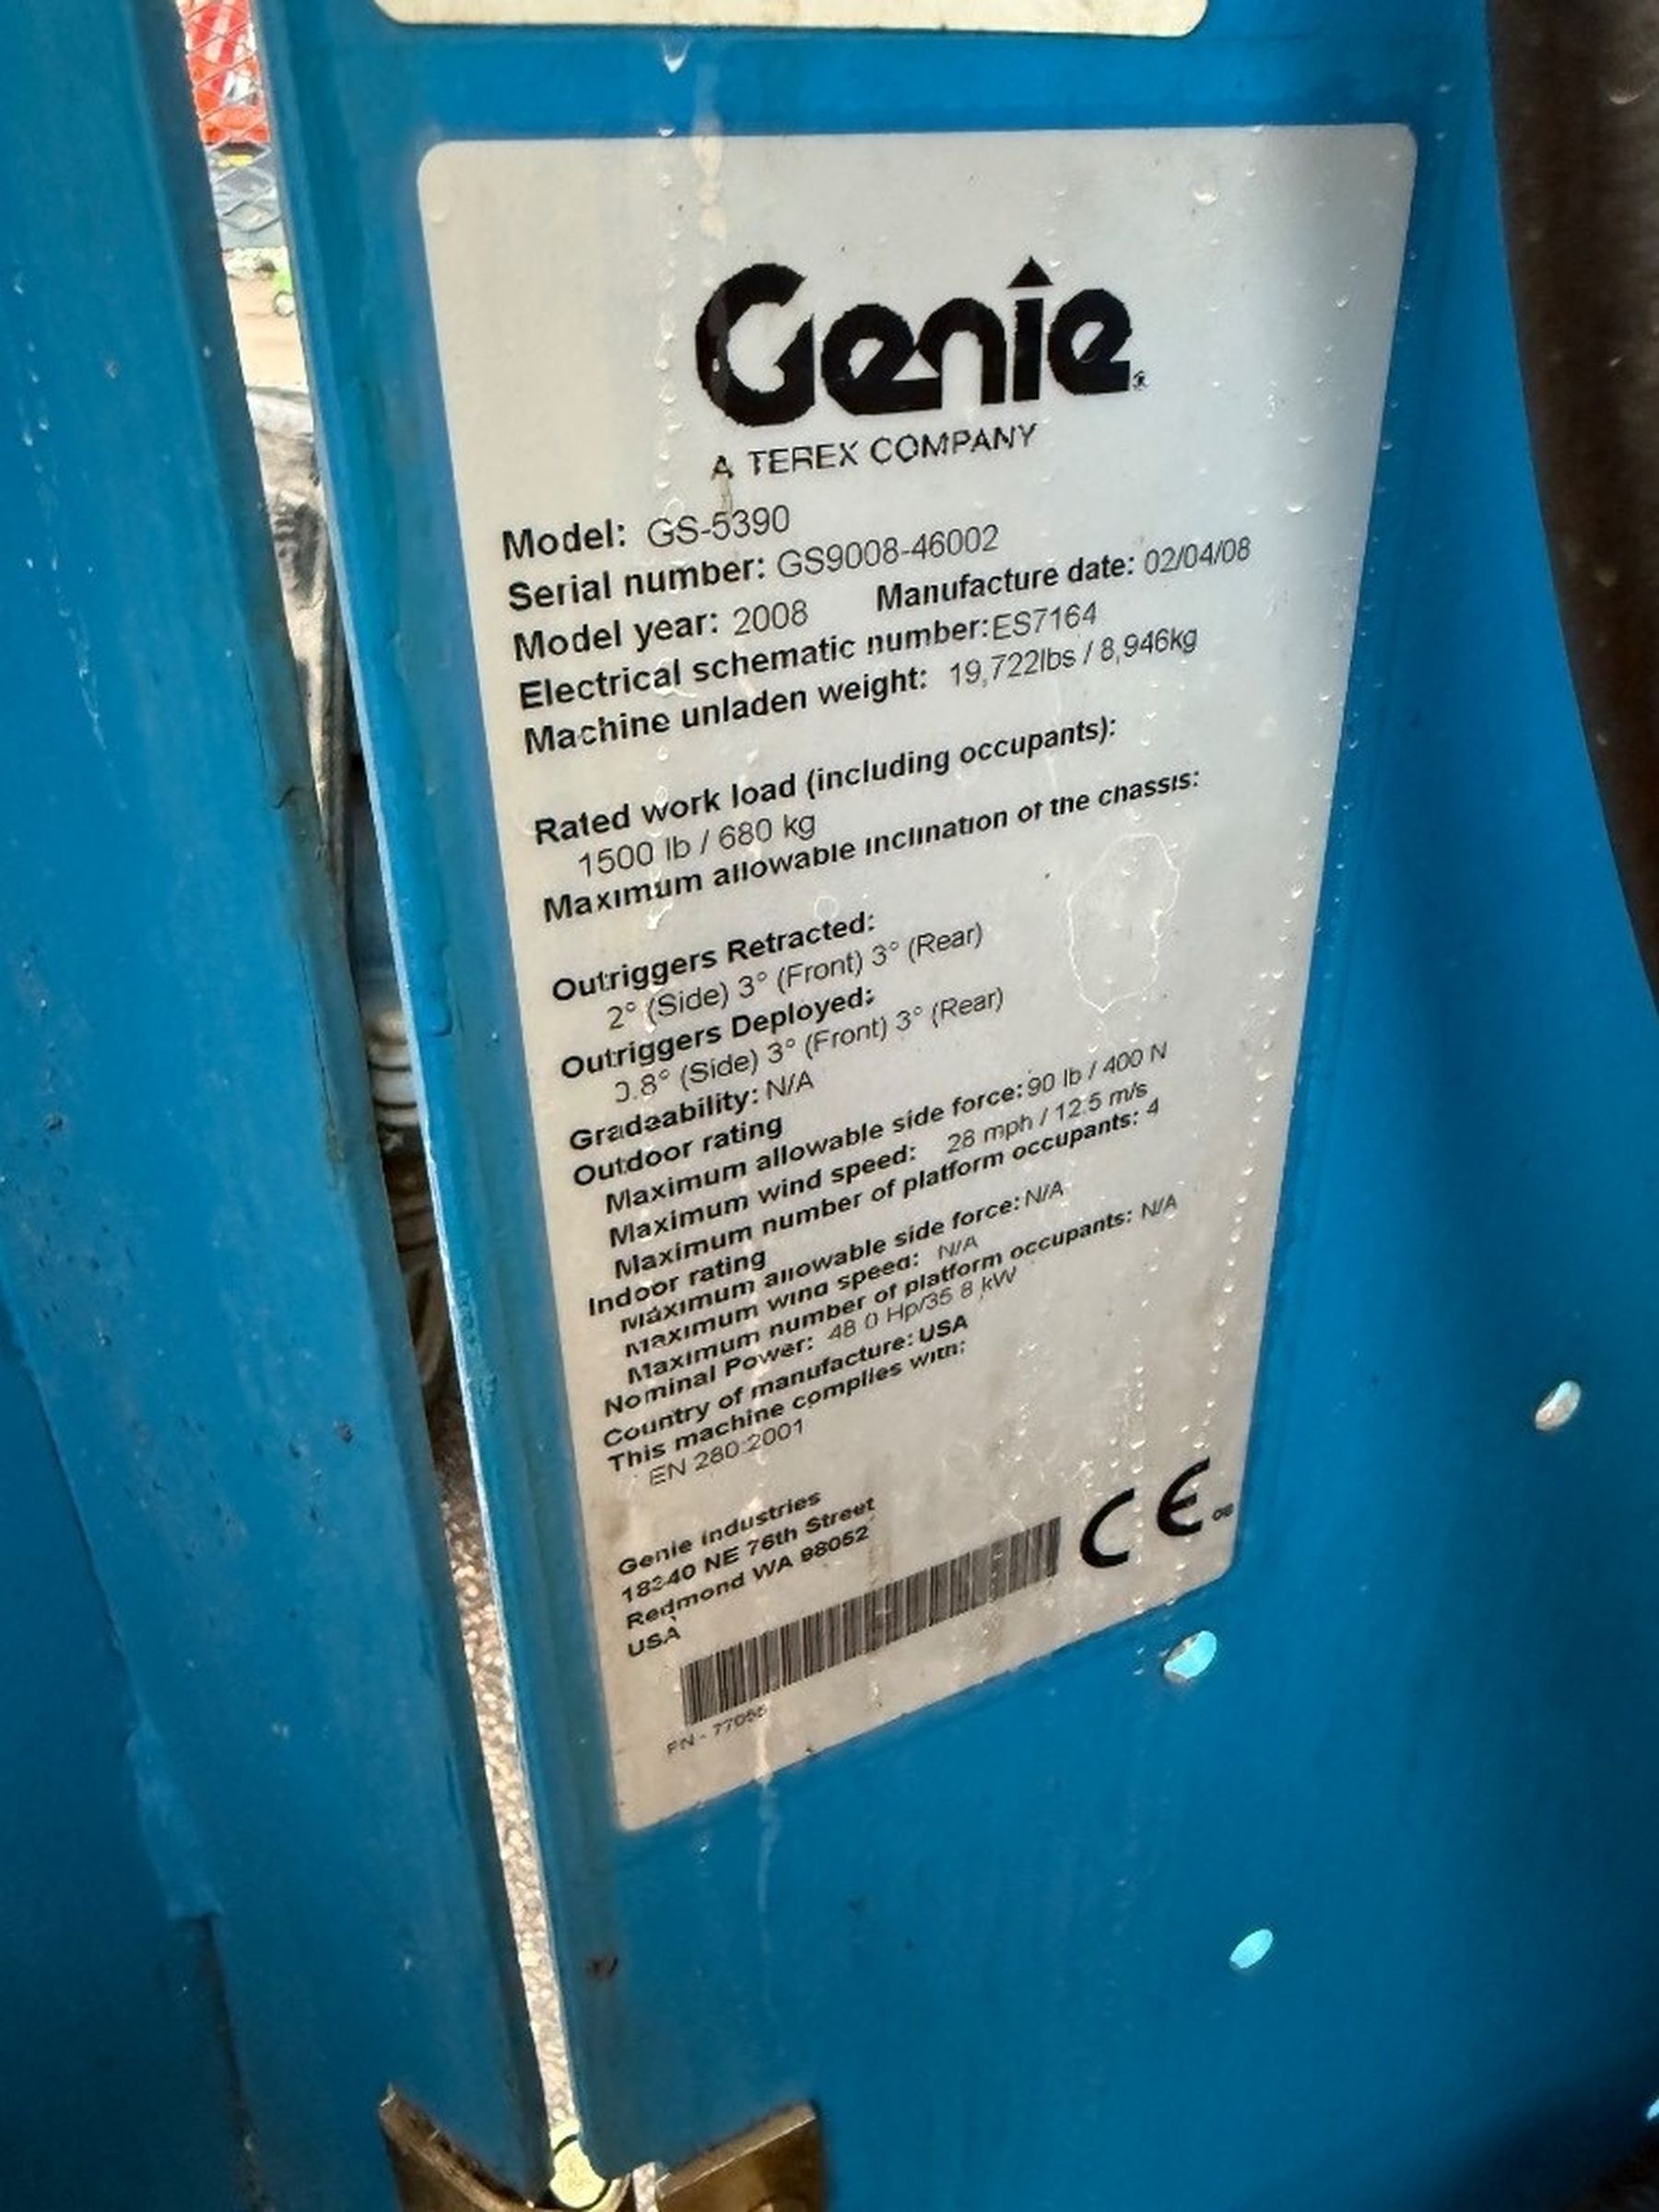 Genie®
A TEREX COMPANY
Model: GS-5390
Serial number: GS9008-46002
Model year: 2008 Manufacture date: 02/04/08
Electrical schematic number:ES7164
Machine unladen weight: 19,722lbs / 8,946kg
Rated work load (including occupants):
1500 lb / 680 kg
Maximum allowable inclination of the chassis:
Outriggers Retracted:
2° (Side) 3° (Front) 3° (Rear)
Outriggers Deployed:
0.8° (Side) 3° (Front) 3° (Rear)
Gradeability: N/A
Outdoor rating
Maximum allowable side force: 90 lb / 400 N
Maximum wind speed: 28 mph / 12.5 m/s
Maximum number of platform occupants: 4
Indoor rating
Maximum allowable side force: N/A
Maximum wind speed: N/A
Maximum number of platform occupants: N/A
Nominal Power: 48 0 Hp/35 8 kW
Country of manufacture: USA
This machine complies with:
EN 280:2001
Genie Industries
18340 NE 76th Street
Redmond WA 98052
USA
CE 08
PN -